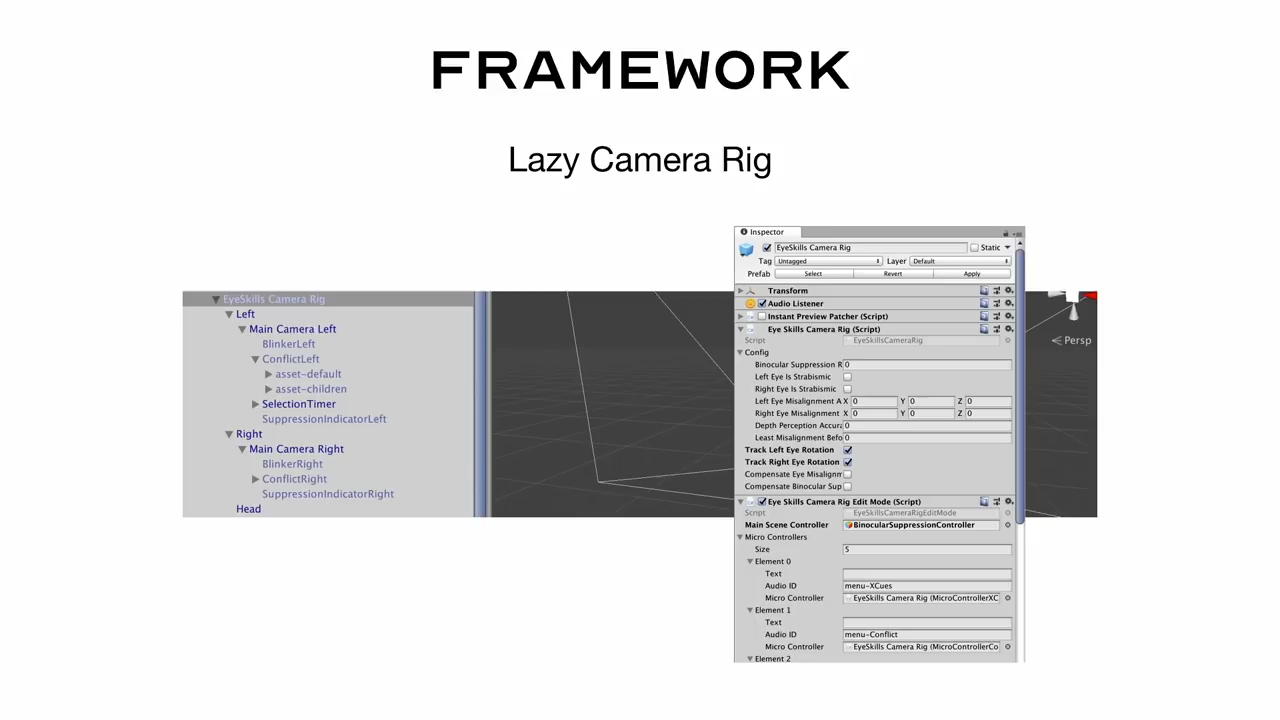 FRAMEWORK
Lazy Camera Rig
EyeSkills Camera Rig
Left
Main Camera Left
BlinkerLeft
ConflictLeft
asset-default
asset-children
SelectionTimer
SuppressionIndicatorLeft
Right
Main Camera Right
BlinkerRight
ConflictRight
SuppressionIndicatorRight
Head
Persp
Inspector
EyeSkills Camera Rig Static
Tag Untagged Layer Default
Prefab Select Revert Apply
Transform
Audio Listener
Instant Preview Patcher (Script)
Eye Skills Camera Rig (Script)
Script EyeSkillsCameraRig
Config
Binocular Suppression R 0
Left Eye Is Strabismic
Right Eye Is Strabismic
Left Eye Misalignment A X 0 Y 0 Z 0
Right Eye Misalignment X 0 Y 0 Z 0
Depth Perception Accura 0
Least Misalignment Befo 0
Track Left Eye Rotation
Track Right Eye Rotation
Compensate Eye Misalignm
Compensate Binocular Sup
Eye Skills Camera Rig Edit Mode (Script)
Script EyeSkillsCameraRigEditMode
Main Scene Controller BinocularSuppressionController
Micro Controllers
Size 5
Element 0
Text
Audio ID menu-XCues
Micro Controller EyeSkills Camera Rig (MicroControllerXC
Element 1
Text
Audio ID menu-Conflict
Micro Controller EyeSkills Camera Rig (MicroControllerCo
Element 2